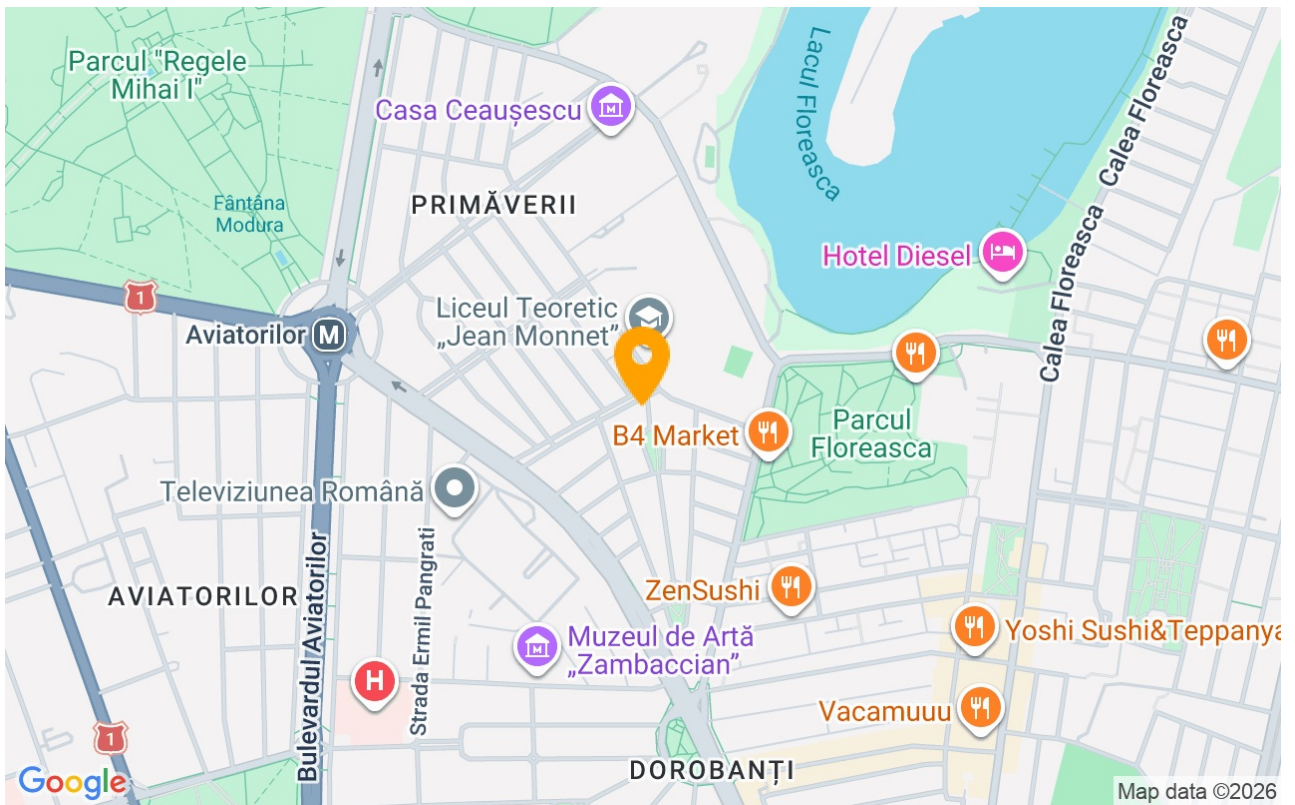 Parcul "Regele
Mihai I"
Casa Ceaușescu
Lacul Floreasca
Calea Floreasca
Fântâna
Modura
PRIMĂVERII
Calea Floreasca
Hotel Diesel
1
Liceul Teoretic
„Jean Monnet”
Aviatorilor
M
Calea Floreasca
B4 Market
Parcul
Floreasca
Televiziunea Română
Bulevardul Aviatorilor
Strada Ermil Pangrati
AVIATORILOR
ZenSushi
Muzeul de Artă
„Zambaccian”
Yoshi Sushi&Teppanya
H
Vacamuuu
1
DOROBANȚI
Google
Map data ©2026